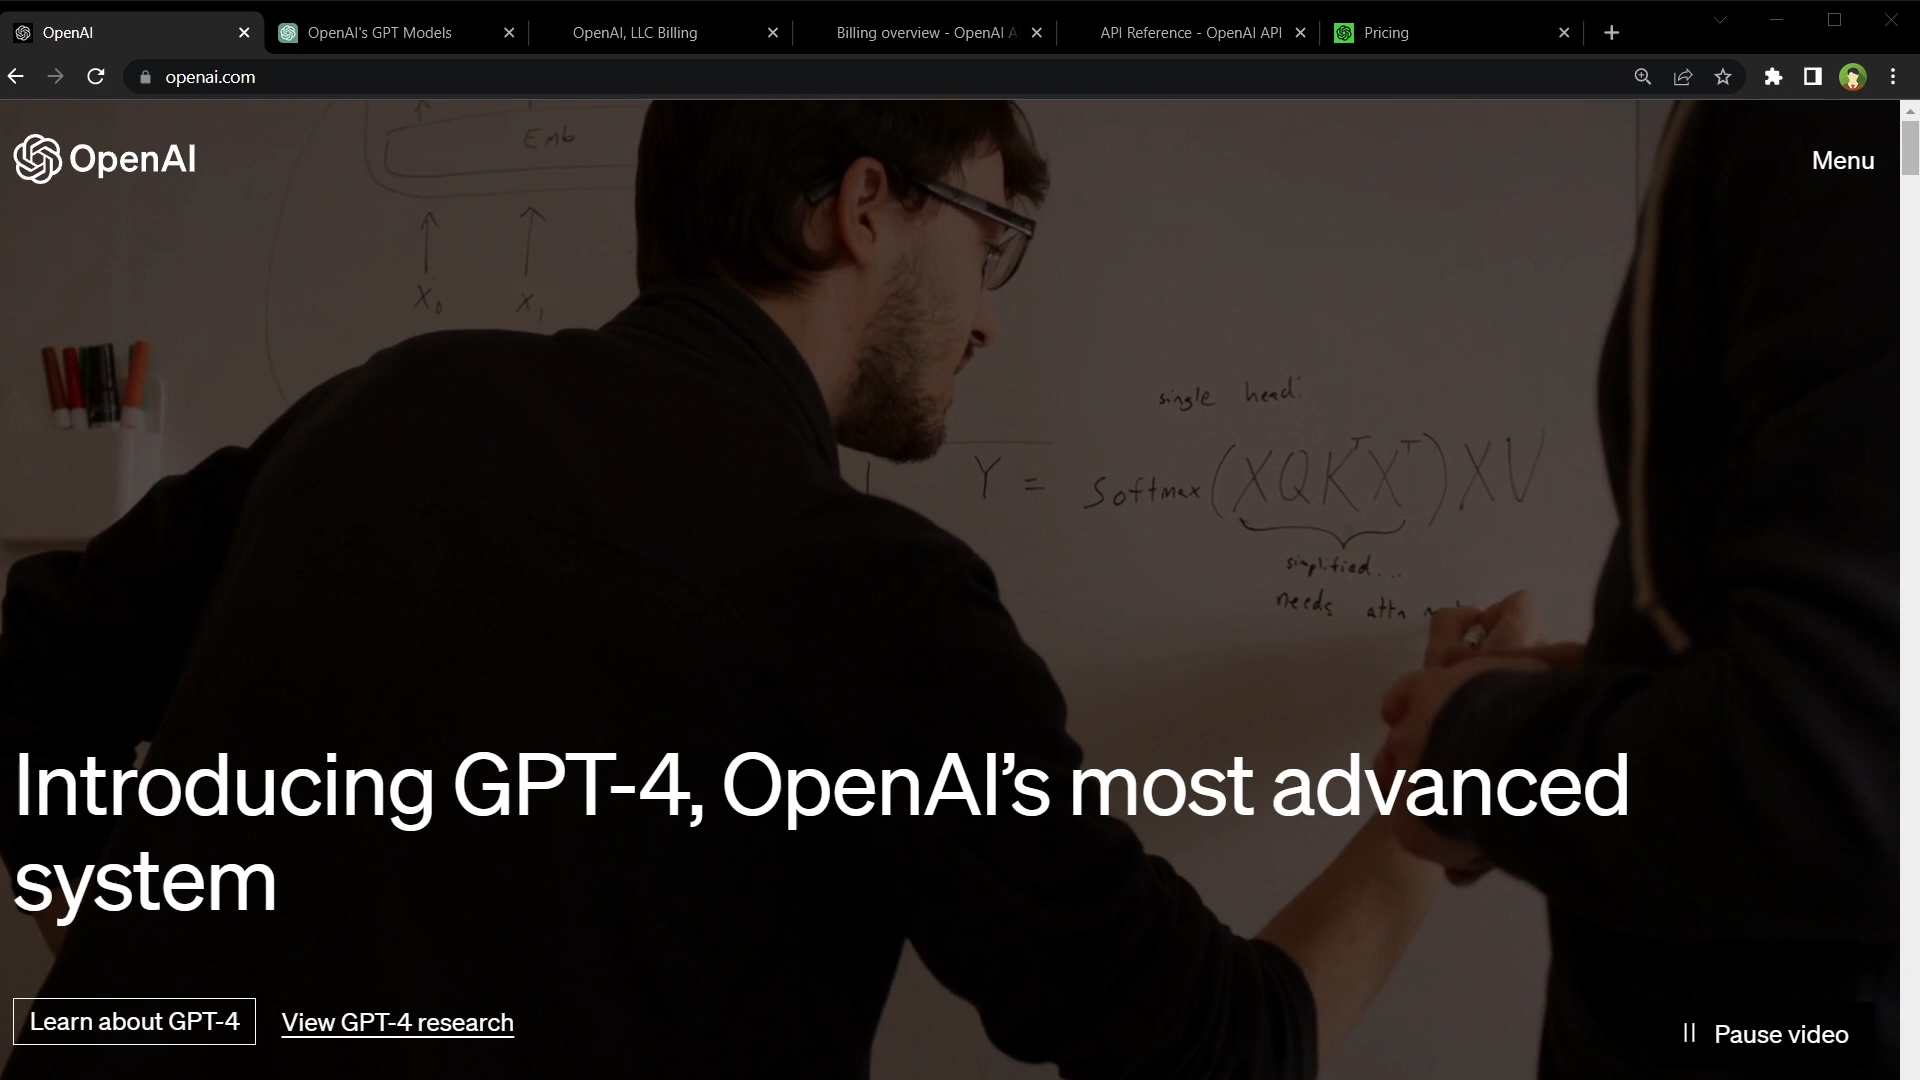 OpenAI
OpenAI's GPT Models
OpenAI, LLC Billing
Billing overview - OpenAI A
API Reference - OpenAI API
Pricing
openai.com
OpenAI
Menu
Emb
X₀ X₁
single head:
Y = Softmax(XQKᵀXᵀ)XV
simplified...
needs attn
Introducing GPT-4, OpenAI’s most advanced
system
Learn about GPT-4
View GPT-4 research
Pause video